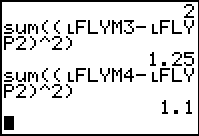 2
sum((ʟFLYM3-ʟFLY
P2)^2)
1.25
sum((ʟFLYM4-ʟFLY
P2)^2)
1.1